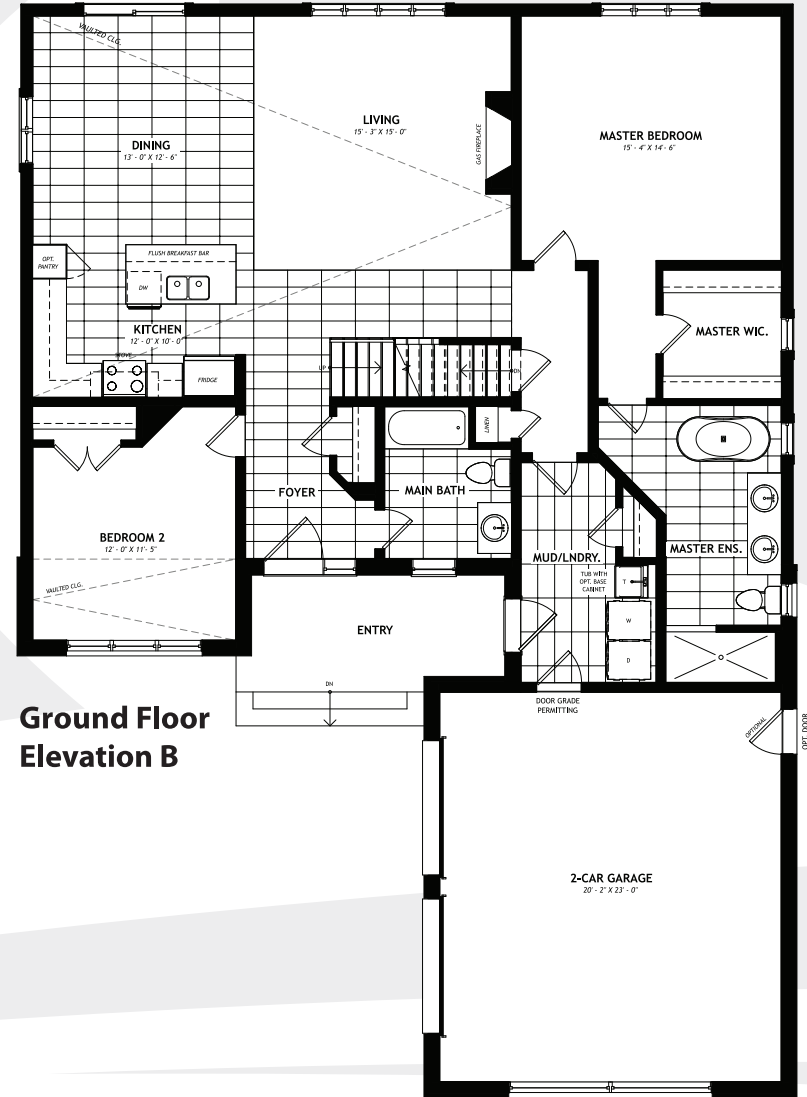 VAULTED CLG.
LIVING
15' - 3" X 15' - 0"
DINING
13' - 0" X 12' - 6"
GAS FIREPLACE
MASTER BEDROOM
15' - 4" X 14' - 6"
OPT.
PANTRY
FLUSH BREAKFAST BAR
DW
KITCHEN
12' - 0" X 10' - 0"
STOVE
FRIDGE
UP
DN
MASTER WIC.
LINEN
FOYER
MAIN BATH
BEDROOM 2
12' - 0" X 11' - 5"
VAULTED CLG.
MUD/LNDRY.
TUB WITH
OPT. BASE
CABINET
T
W
D
MASTER ENS.
ENTRY
DN
DOOR GRADE
PERMITTING
OPTIONAL
OPT. DOOR
Ground Floor
Elevation B
2-CAR GARAGE
20' - 2" X 23' - 0"